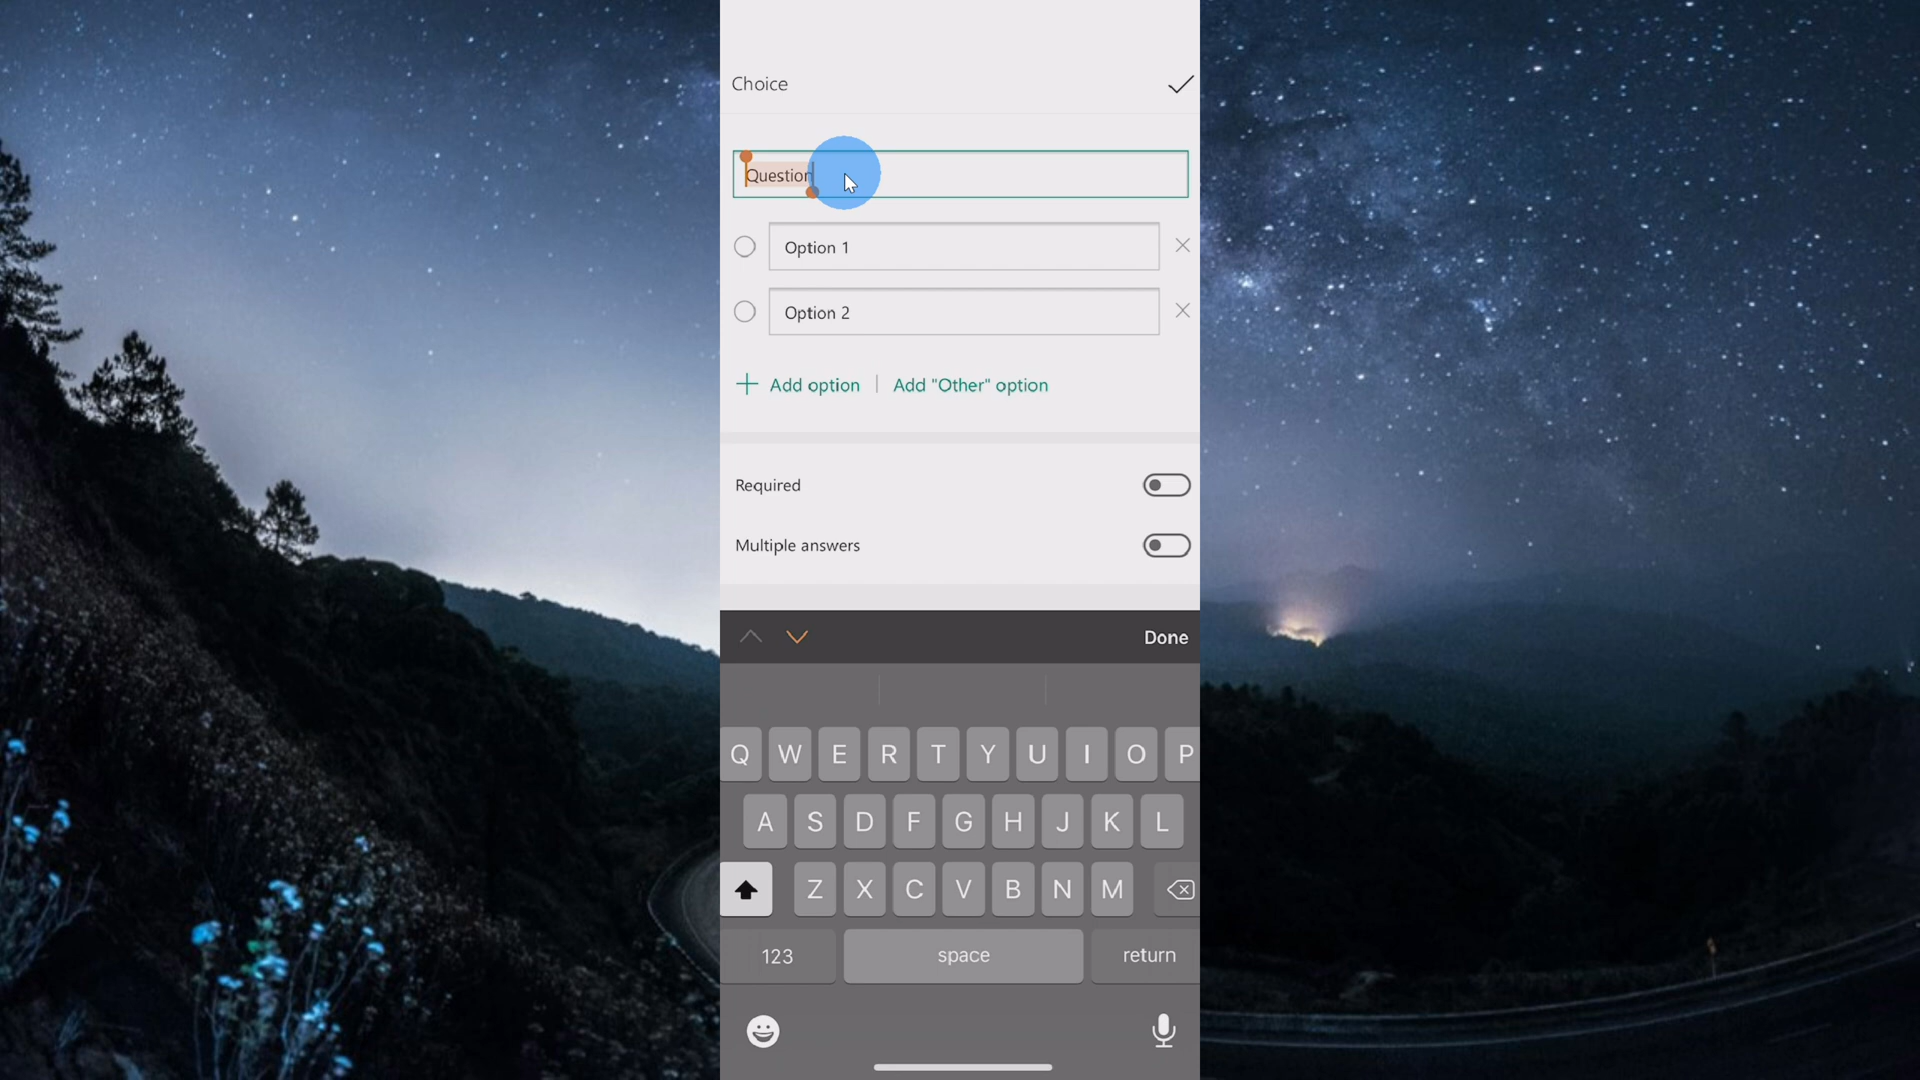 Choice
Question
Option 1
Option 2
Add option | Add "Other" option
Required
Multiple answers
Done
Q W E R T Y U I O P
A S D F G H J K L
Z X C V B N M
123 space return